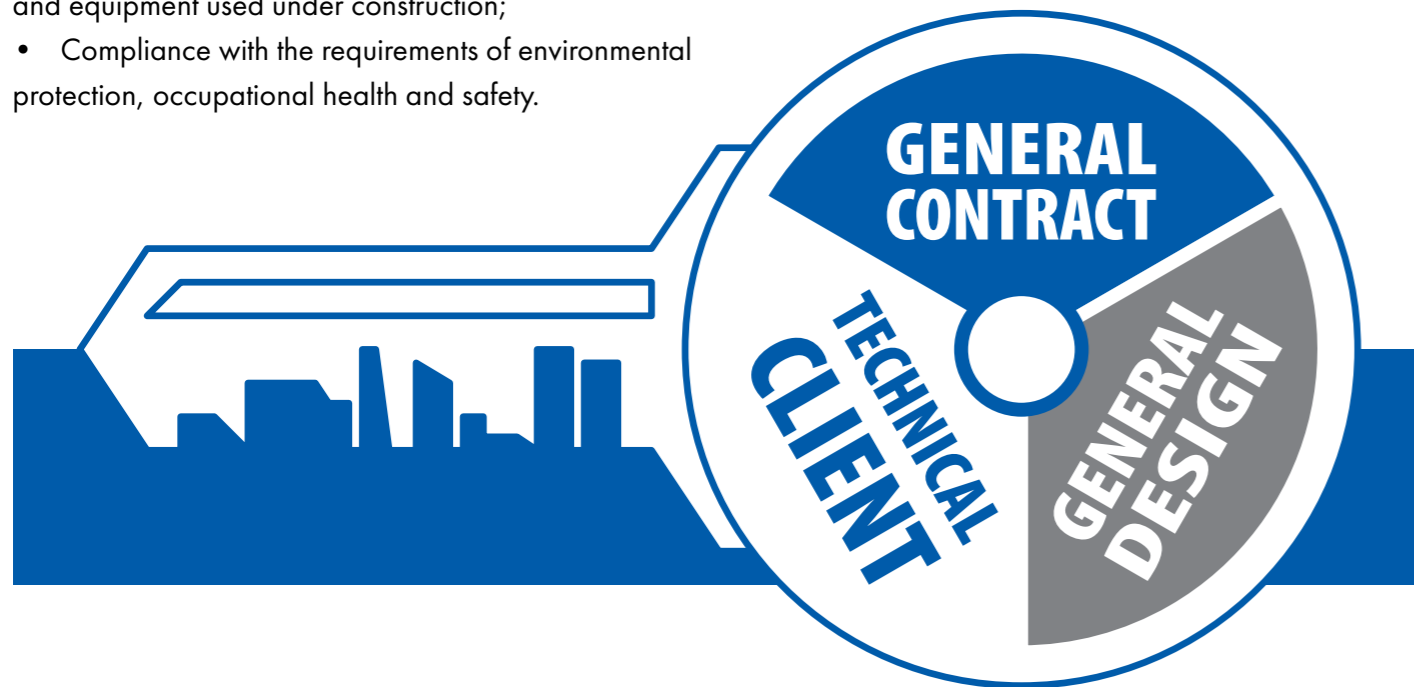 and equipment used under construction;
• Compliance with the requirements of environmental
protection, occupational health and safety.
GENERAL
CONTRACT
TECHNICAL
CLIENT
GENERAL
DESIGN